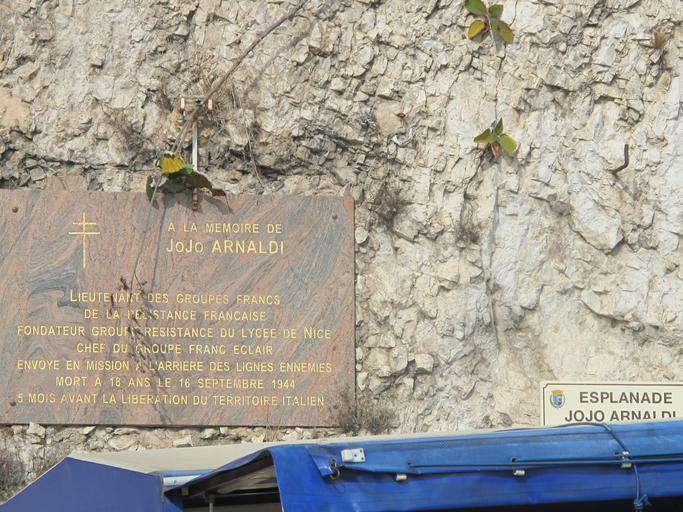 A LA MEMOIRE DE
JoJo ARNALDI
LIEUTENANT DES GROUPES FRANCS
DE LA RESISTANCE FRANCAISE
FONDATEUR GROUPE RESISTANCE DU LYCEE DE NICE
CHEF DU GROUPE FRANC ECLAIR
ENVOYE EN MISSION A L'ARRIERE DES LIGNES ENNEMIES
MORT A 18 ANS LE 16 SEPTEMBRE 1944
5 MOIS AVANT LA LIBERATION DU TERRITOIRE ITALIEN
ESPLANADE
JOJO ARNALDI